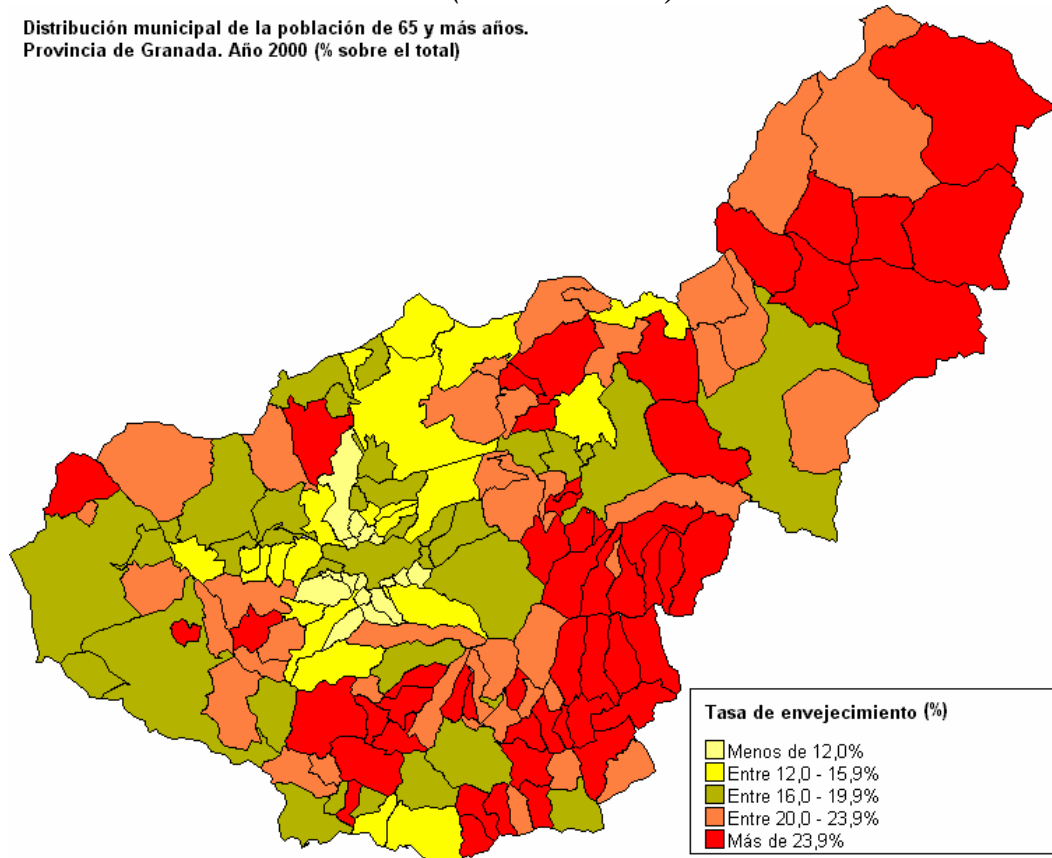 Distribución municipal de la población de 65 y más años.
Provincia de Granada. Año 2000 (% sobre el total)
Tasa de envejecimiento (%)
Menos de 12,0%
Entre 12,0 - 15,9%
Entre 16,0 - 19,9%
Entre 20,0 - 23,9%
Más de 23,9%